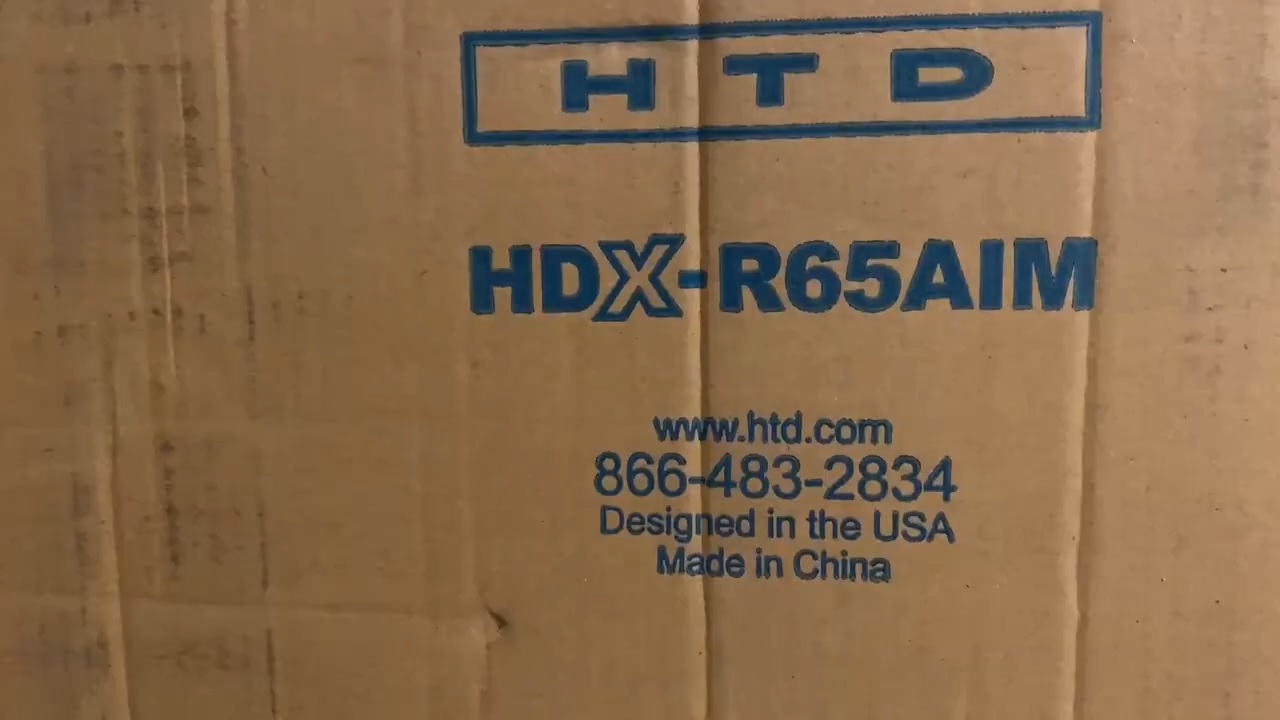 HTD
HDX-R65AIM
www.htd.com
866-483-2834
Designed in the USA
Made in China